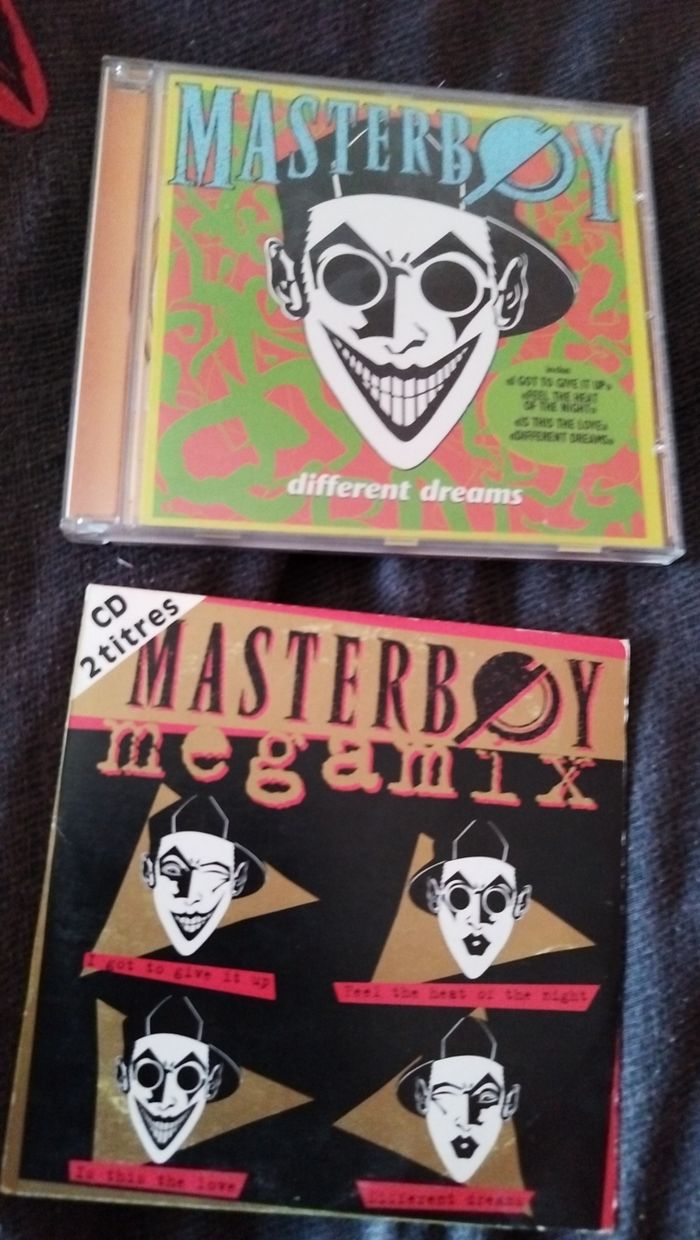 MASTERBOY
inclus
«I GOT TO GIVE IT UP»
«FEEL THE HEAT
OF THE NIGHT»
«IS THIS THE LOVE»
«DIFFERENT DREAMS»
different dreams
CD
2 titres
MASTERBOY
megamix
I got to give it up
Feel the heat of the night
Is this the love
Different dreams